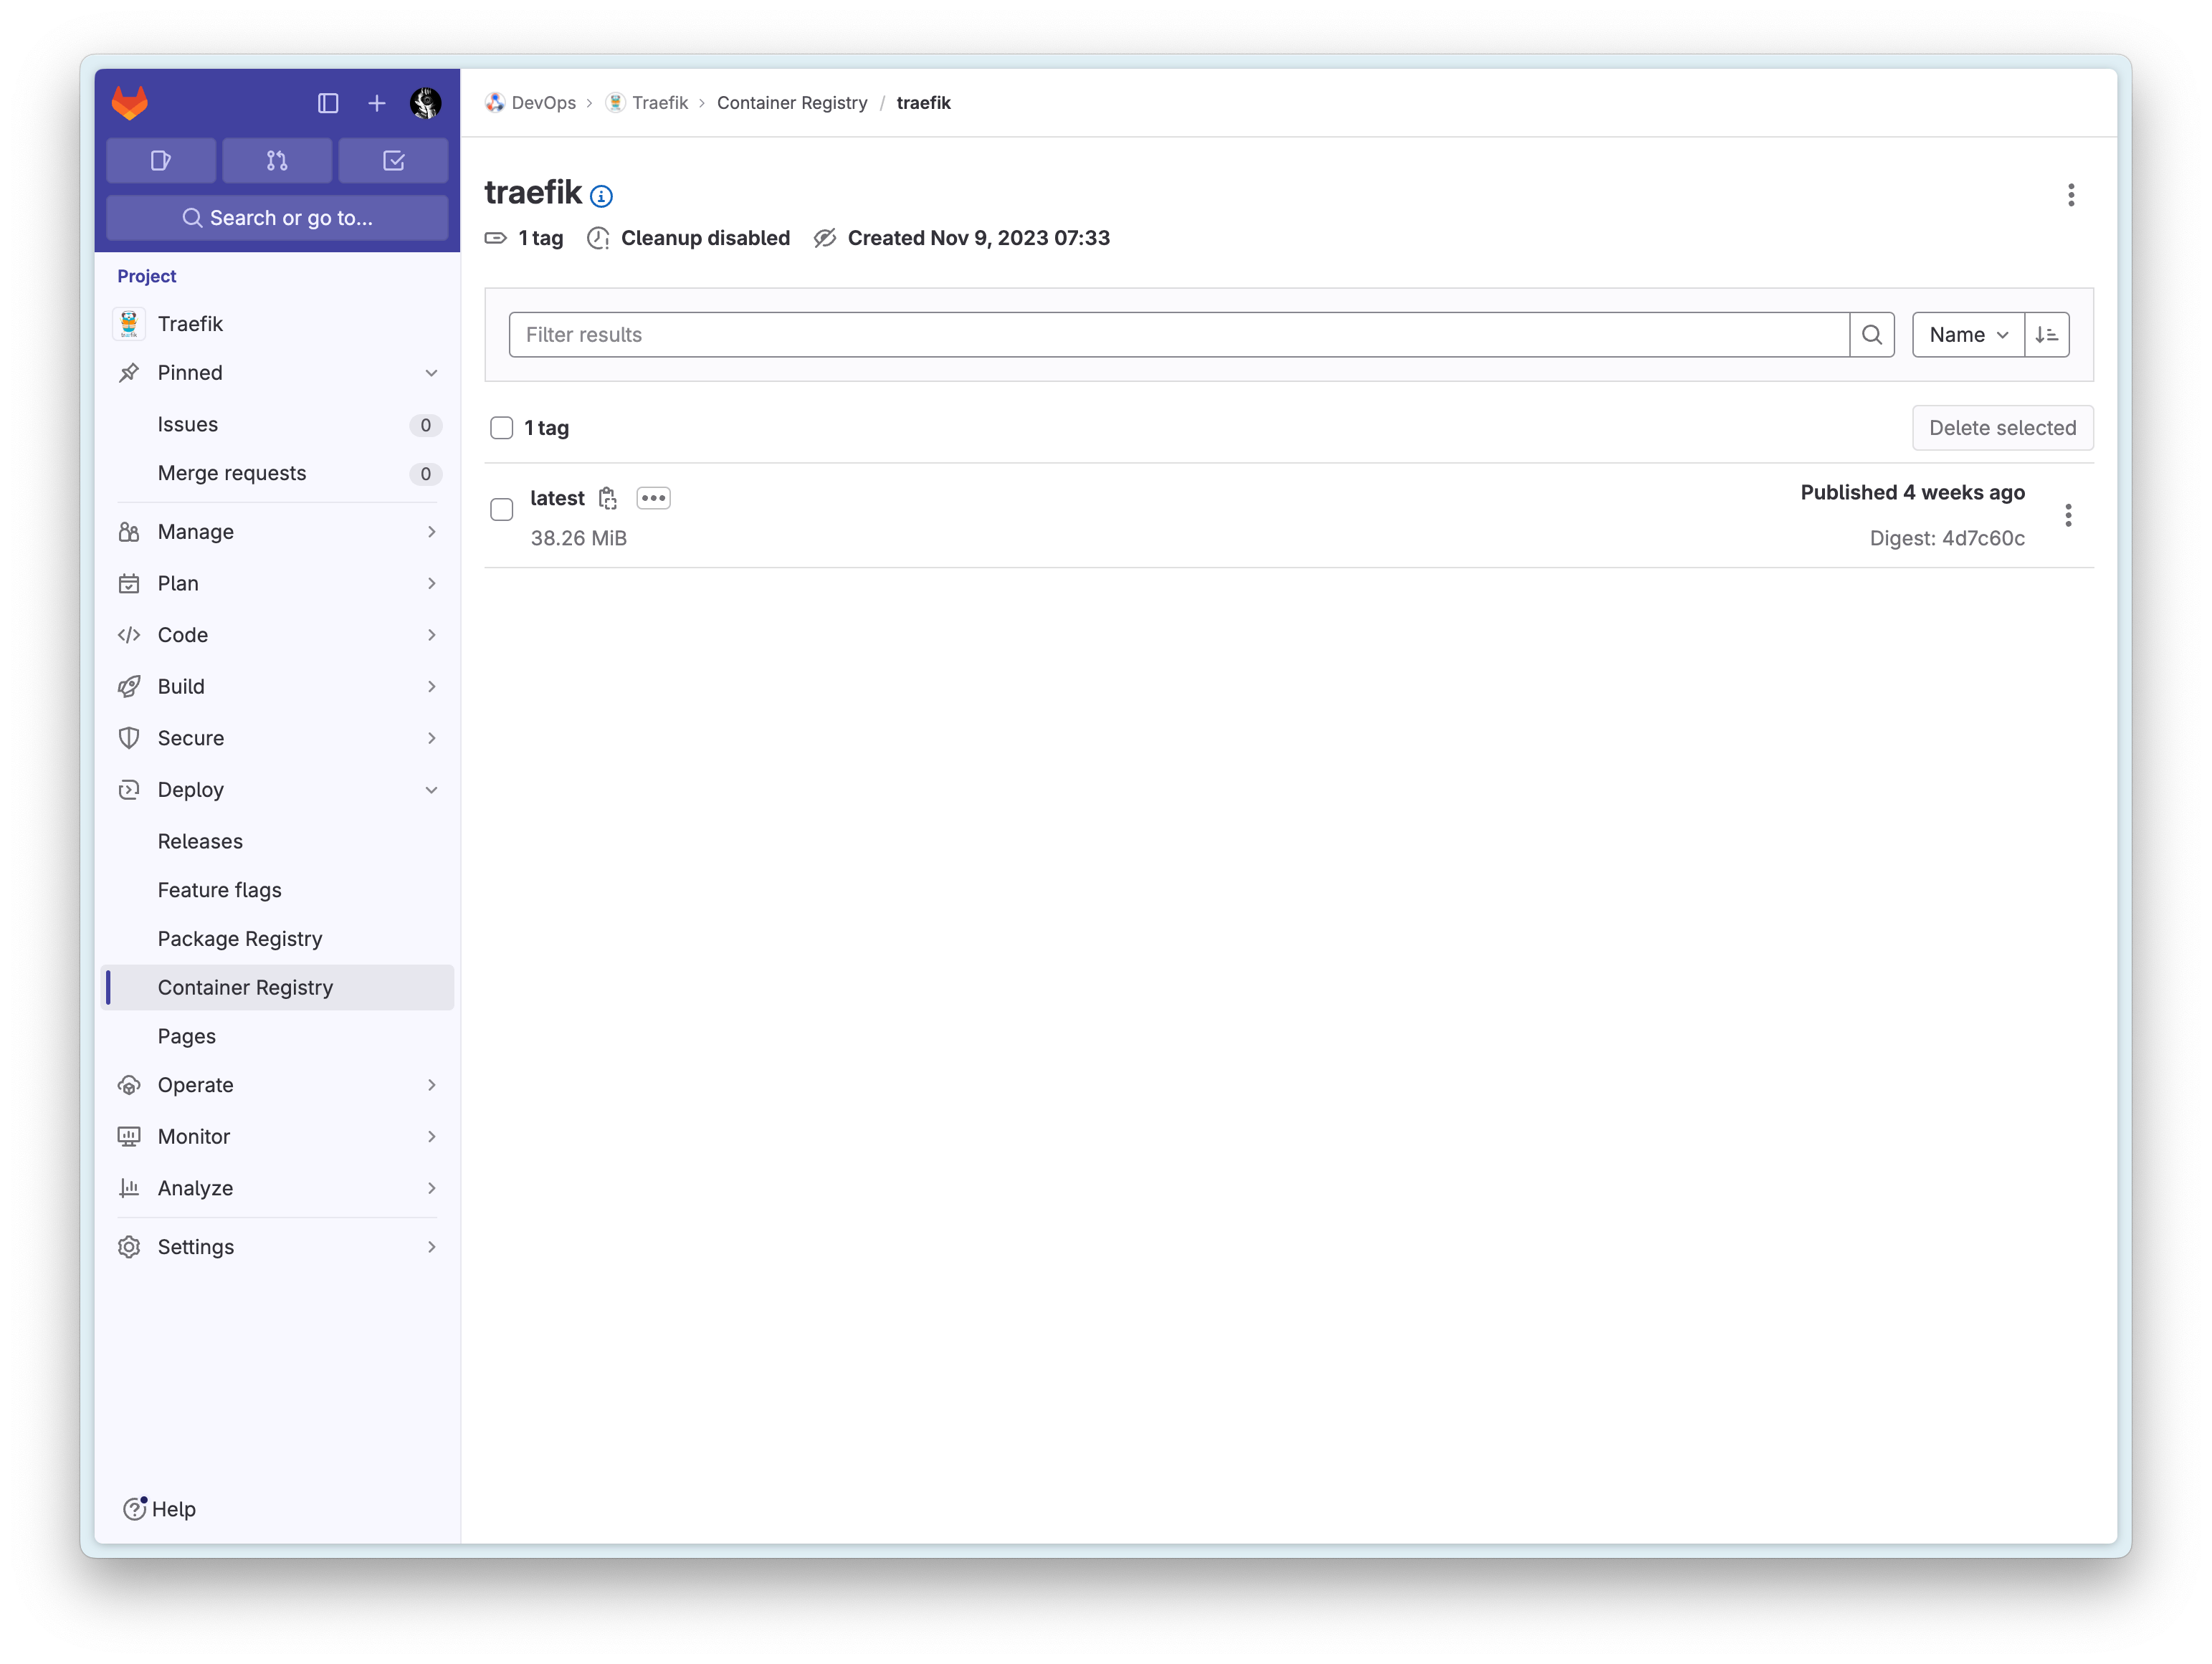 DevOps
Traefik
Container Registry / traefik
Search or go to...
Project
Traefik
Pinned
Issues 0
Merge requests 0
Manage
Plan
Code
Build
Secure
Deploy
Releases
Feature flags
Package Registry
Container Registry
Pages
Operate
Monitor
Analyze
Settings
Help
traefik
1 tag Cleanup disabled Created Nov 9, 2023 07:33
Filter results
Name
1 tag
Delete selected
latest
38.26 MiB
Published 4 weeks ago
Digest: 4d7c60c